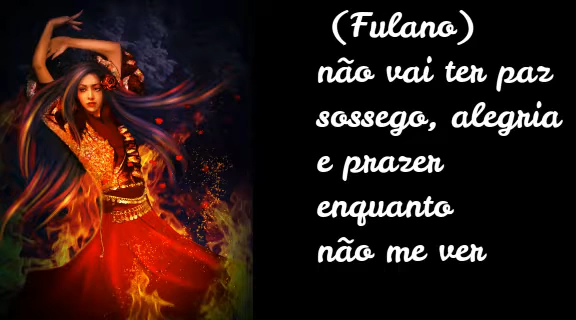 (Fulano)
não vai ter paz
sossego, alegria
e prazer
enquanto
não me ver